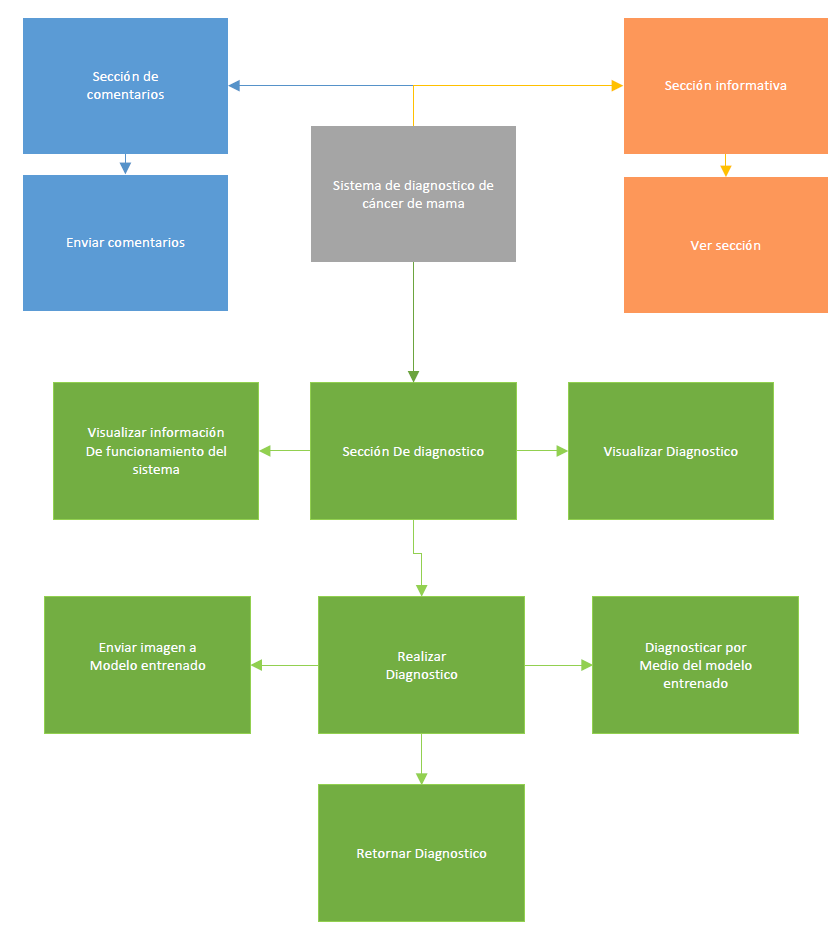 Sección de
comentarios
Sección informativa
Sistema de diagnostico de
cáncer de mama
Enviar comentarios
Ver sección
Visualizar información
De funcionamiento del
sistema
Sección De diagnostico
Visualizar Diagnostico
Enviar imagen a
Modelo entrenado
Realizar
Diagnostico
Diagnosticar por
Medio del modelo
entrenado
Retornar Diagnostico